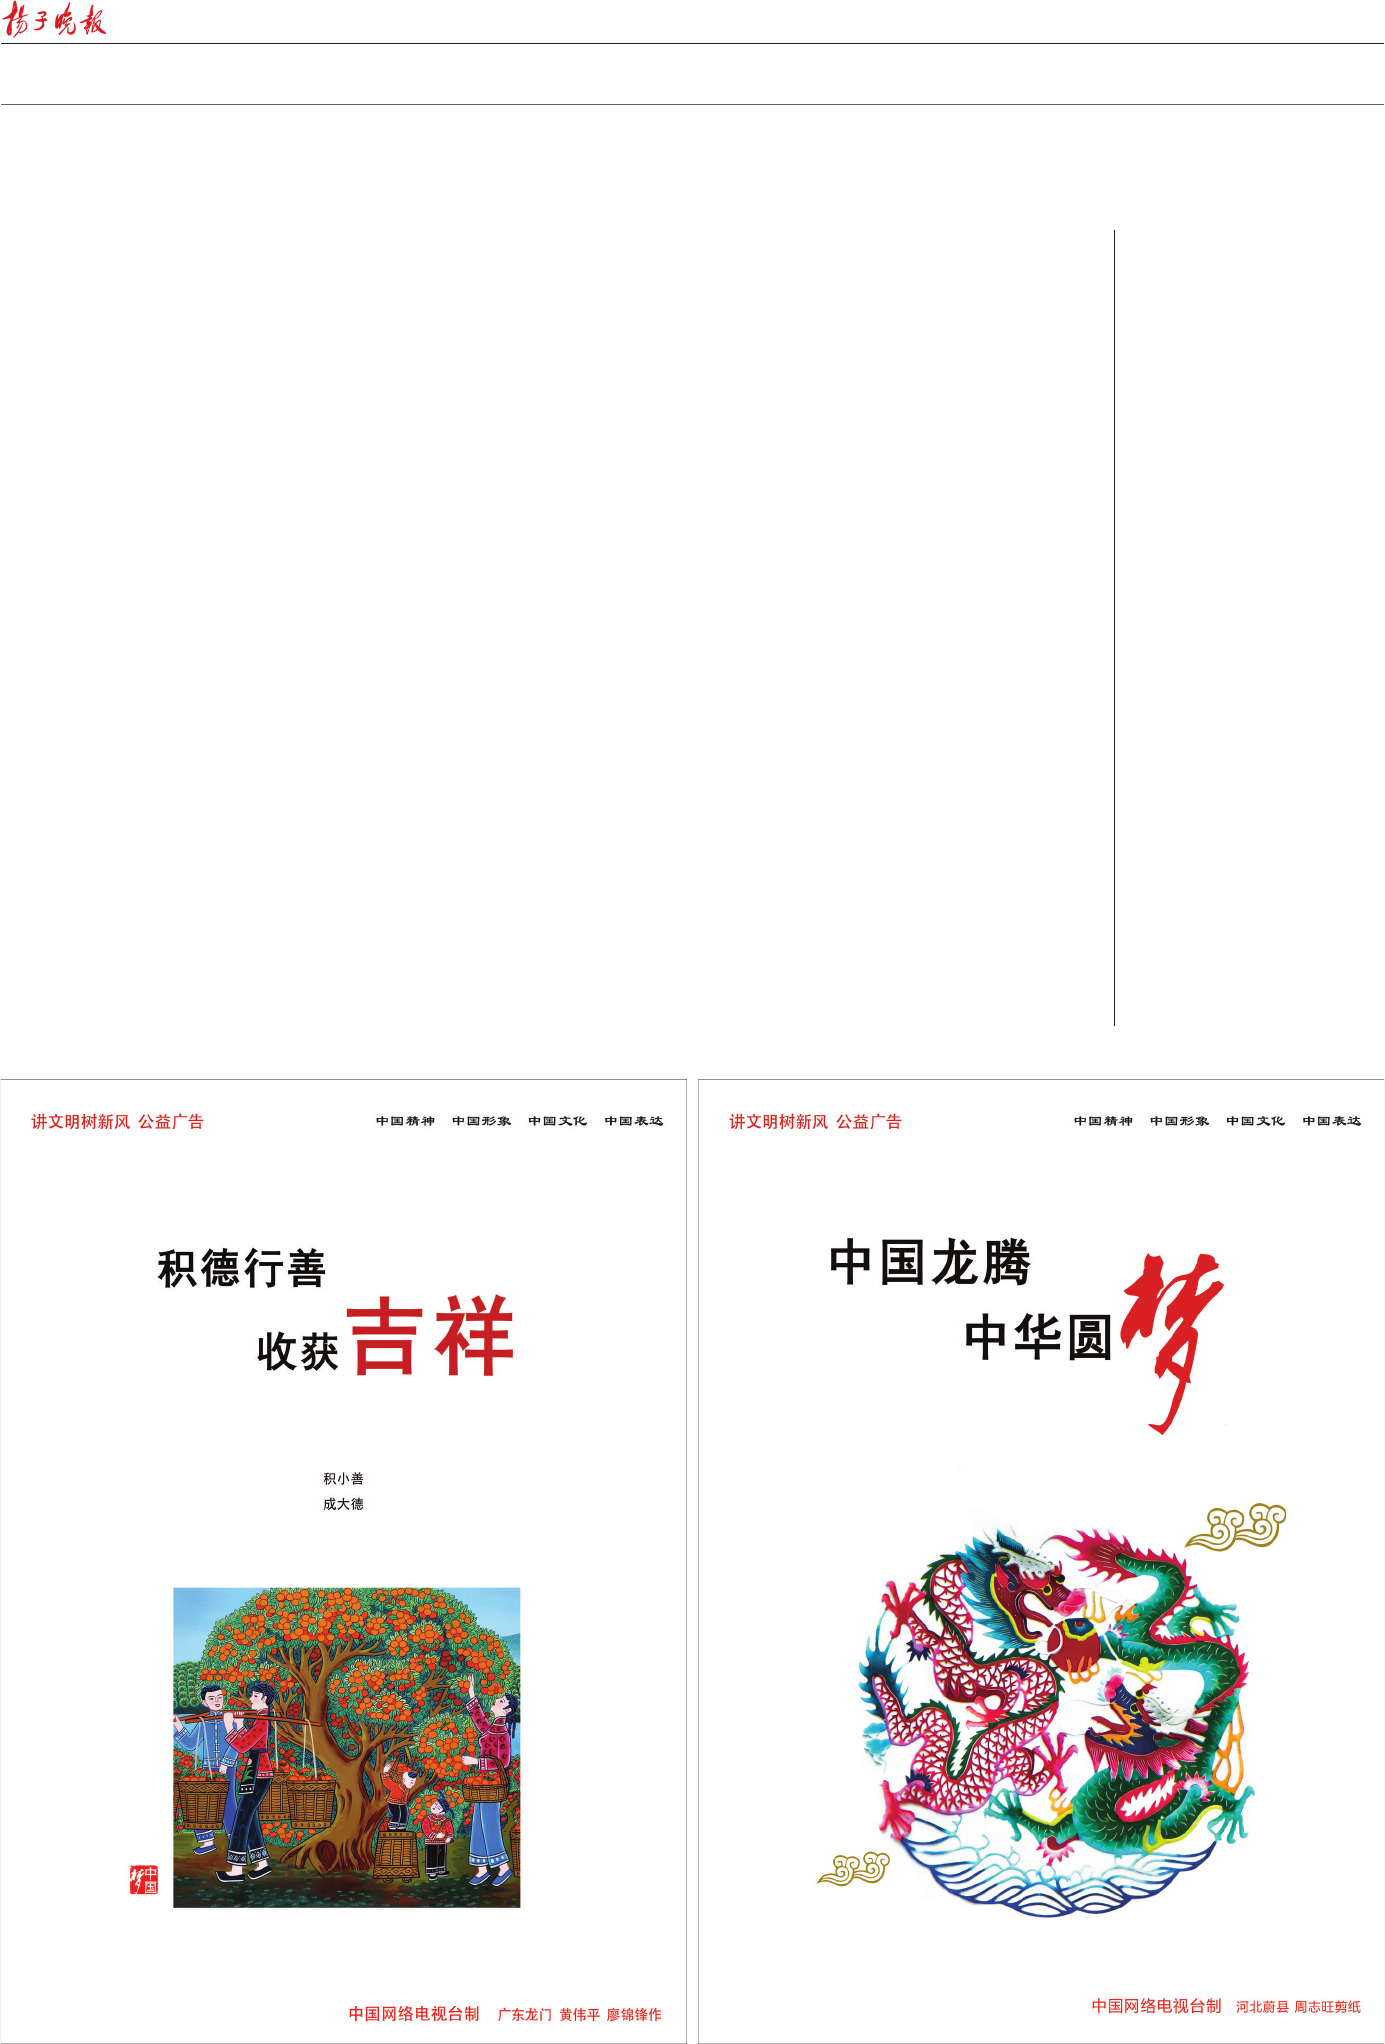 扬子晚报
讲文明树新风 公益广告
中国精神 中国形象 中国文化 中国表达
积德行善
收获吉祥
积小善
成大德
中国梦
中国网络电视台制 广东龙门 黄伟平 廖锦锋作
讲文明树新风 公益广告
中国精神 中国形象 中国文化 中国表达
中国龙腾
中华圆梦
中国网络电视台制 河北蔚县 周志旺剪纸